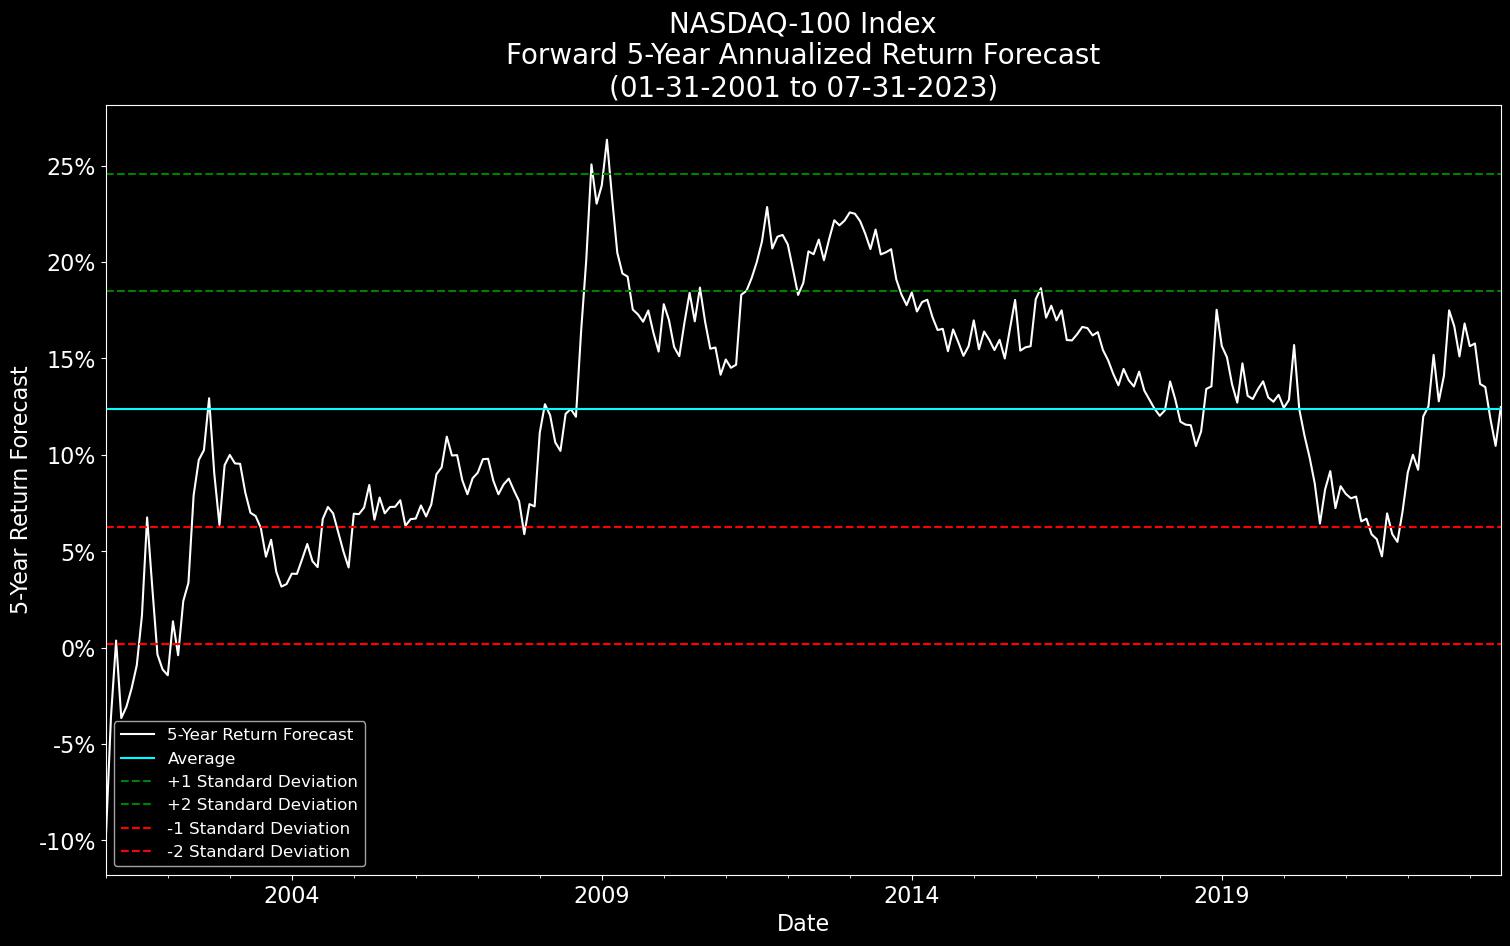 NASDAQ-100 Index
Forward 5-Year Annualized Return Forecast
(01-31-2001 to 07-31-2023)
5-Year Return Forecast
25%
20%
15%
10%
5%
0%
-5%
-10%
5-Year Return Forecast
Average
+1 Standard Deviation
+2 Standard Deviation
-1 Standard Deviation
-2 Standard Deviation
2004 2009 2014 2019
Date